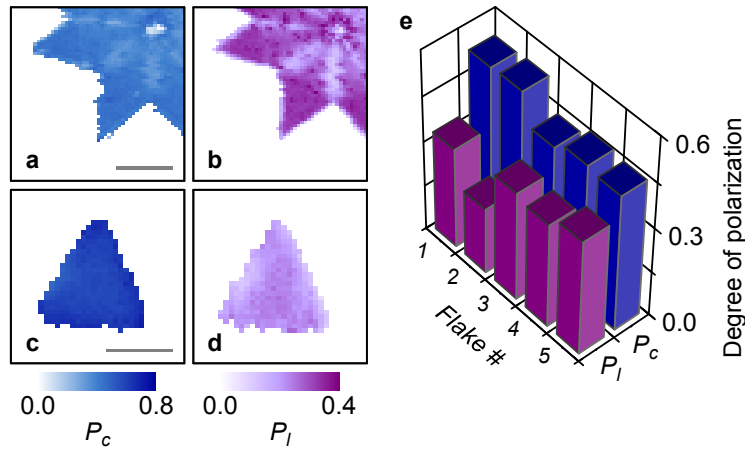 a
b
c
d
0.0 0.8
P_c
0.0 0.4
P_l
e
0.6
0.3
0.0
Degree of polarization
1
2
3
4
5
Flake #
P_l
P_c